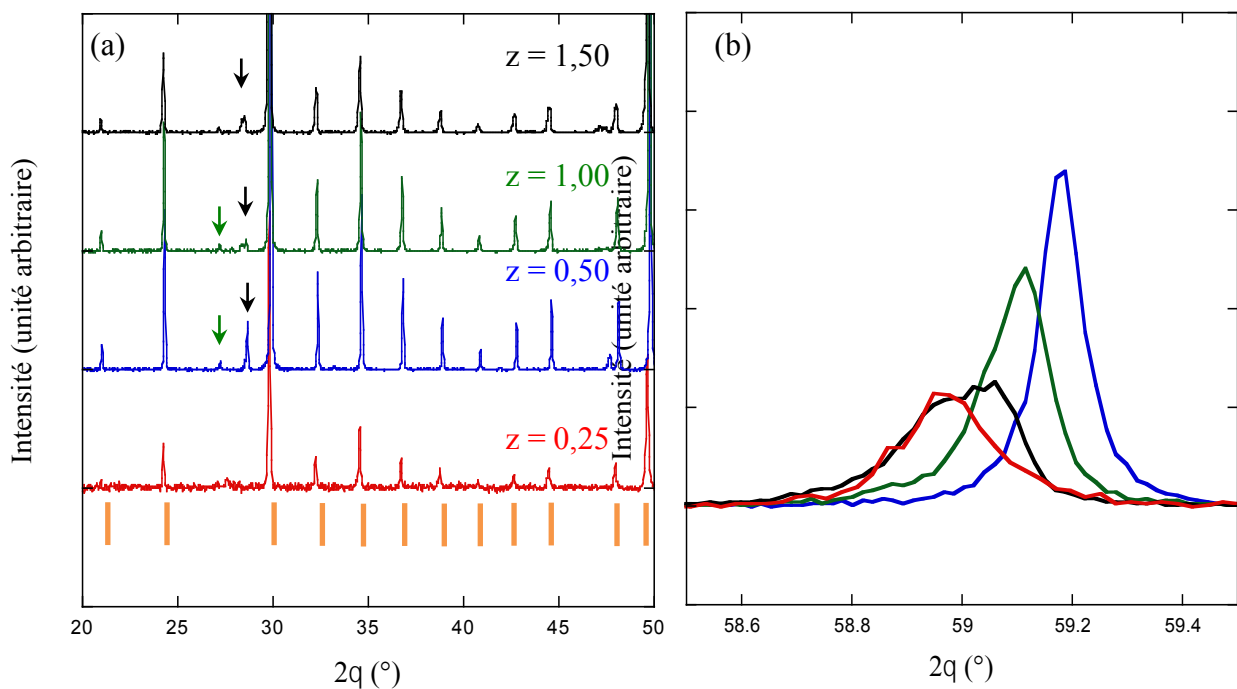 (a)
z = 1,50
z = 1,00
z = 0,50
z = 0,25
Intensité (unité arbitraire)
20 25 30 35 40 45 50
2q (°)
(b)
Intensité (unité arbitraire)
58.6 58.8 59 59.2 59.4
2q (°)